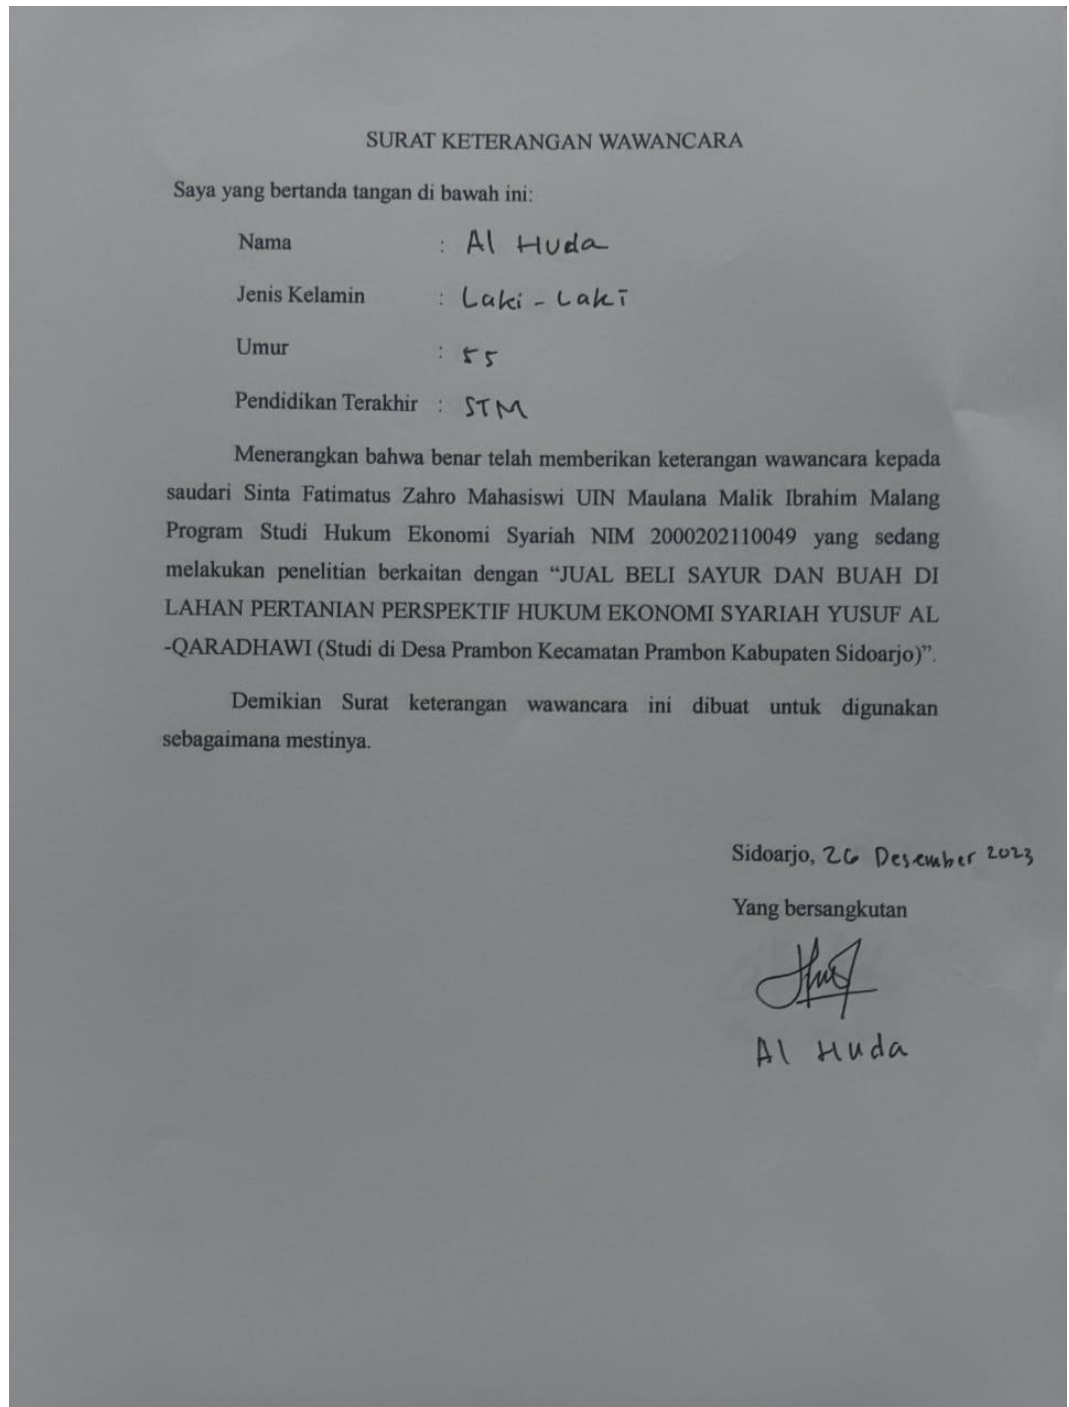 SURAT KETERANGAN WAWANCARA
Saya yang bertanda tangan di bawah ini:
Nama : Al Huda
Jenis Kelamin : Laki - Laki
Umur : 55
Pendidikan Terakhir : STM
Menerangkan bahwa benar telah memberikan keterangan wawancara kepada
saudari Sinta Fatimatus Zahro Mahasiswi UIN Maulana Malik Ibrahim Malang
Program Studi Hukum Ekonomi Syariah NIM 2000202110049 yang sedang
melakukan penelitian berkaitan dengan “JUAL BELI SAYUR DAN BUAH DI
LAHAN PERTANIAN PERSPEKTIF HUKUM EKONOMI SYARIAH YUSUF AL
-QARADHAWI (Studi di Desa Prambon Kecamatan Prambon Kabupaten Sidoarjo)”.
Demikian Surat keterangan wawancara ini dibuat untuk digunakan
sebagaimana mestinya.
Sidoarjo, 26 Desember 2023
Yang bersangkutan
Al Huda